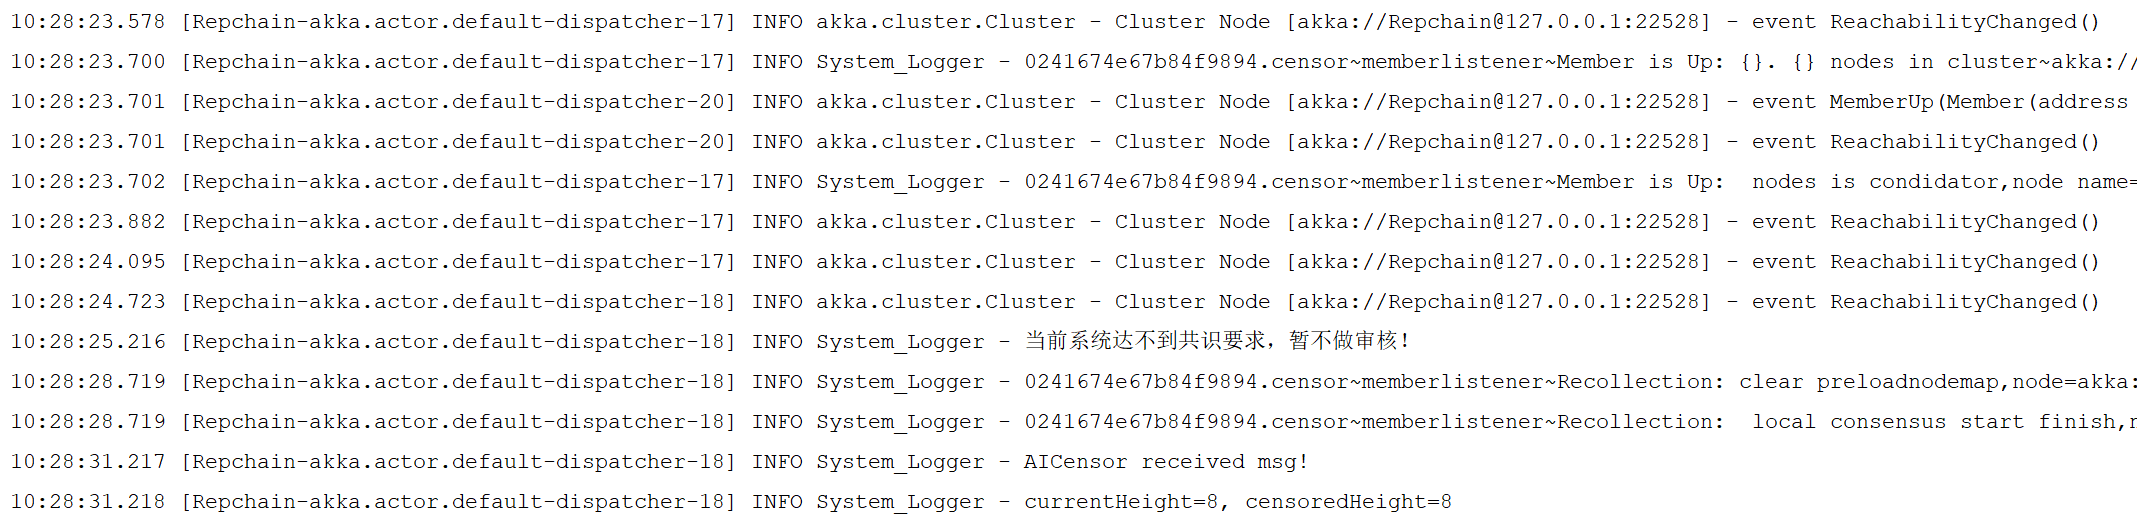 10:28:23.578 [Repchain-akka.actor.default-dispatcher-17] INFO akka.cluster.Cluster - Cluster Node [akka://Repchain@127.0.0.1:22528] - event ReachabilityChanged()
10:28:23.700 [Repchain-akka.actor.default-dispatcher-17] INFO System_Logger - 0241674e67b84f9894.censor~memberlistener~Member is Up: {}. {} nodes in cluster~akka://
10:28:23.701 [Repchain-akka.actor.default-dispatcher-20] INFO akka.cluster.Cluster - Cluster Node [akka://Repchain@127.0.0.1:22528] - event MemberUp(Member(address
10:28:23.701 [Repchain-akka.actor.default-dispatcher-20] INFO akka.cluster.Cluster - Cluster Node [akka://Repchain@127.0.0.1:22528] - event ReachabilityChanged()
10:28:23.702 [Repchain-akka.actor.default-dispatcher-17] INFO System_Logger - 0241674e67b84f9894.censor~memberlistener~Member is Up:  nodes is condidator,node name=
10:28:23.882 [Repchain-akka.actor.default-dispatcher-17] INFO akka.cluster.Cluster - Cluster Node [akka://Repchain@127.0.0.1:22528] - event ReachabilityChanged()
10:28:24.095 [Repchain-akka.actor.default-dispatcher-17] INFO akka.cluster.Cluster - Cluster Node [akka://Repchain@127.0.0.1:22528] - event ReachabilityChanged()
10:28:24.723 [Repchain-akka.actor.default-dispatcher-18] INFO akka.cluster.Cluster - Cluster Node [akka://Repchain@127.0.0.1:22528] - event ReachabilityChanged()
10:28:25.216 [Repchain-akka.actor.default-dispatcher-18] INFO System_Logger - 当前系统达不到共识要求，暂不做审核！
10:28:28.719 [Repchain-akka.actor.default-dispatcher-18] INFO System_Logger - 0241674e67b84f9894.censor~memberlistener~Recollection: clear preloadnodemap,node=akka:
10:28:28.719 [Repchain-akka.actor.default-dispatcher-18] INFO System_Logger - 0241674e67b84f9894.censor~memberlistener~Recollection:  local consensus start finish,
10:28:31.217 [Repchain-akka.actor.default-dispatcher-18] INFO System_Logger - AICensor received msg!
10:28:31.218 [Repchain-akka.actor.default-dispatcher-18] INFO System_Logger - currentHeight=8, censoredHeight=8